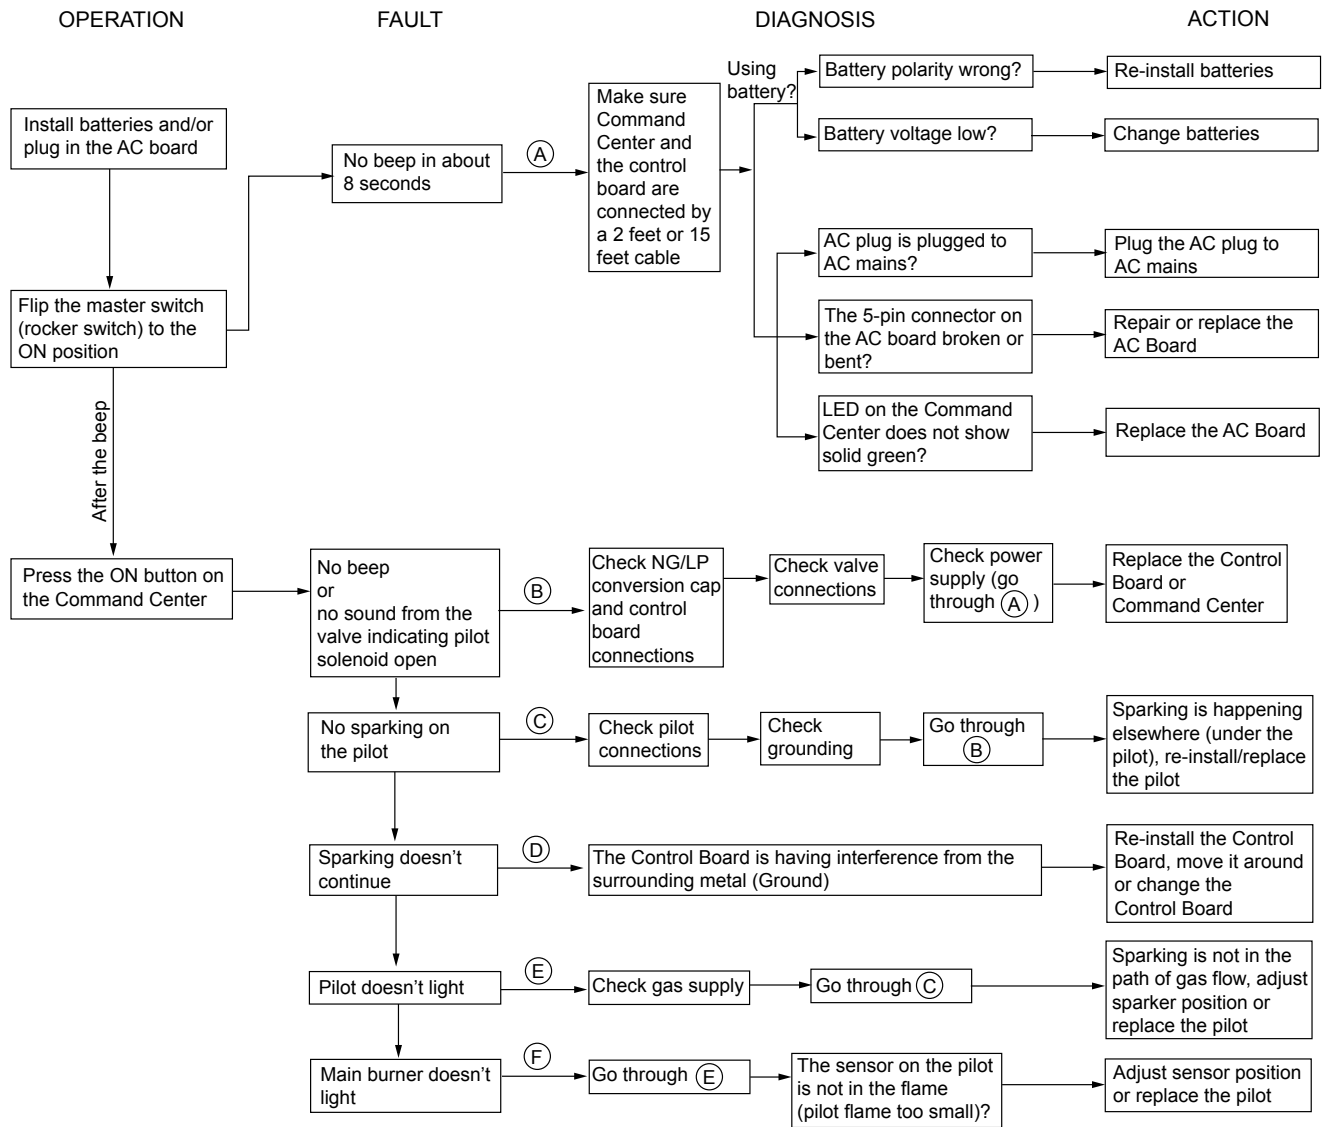 OPERATION
FAULT
DIAGNOSIS
ACTION
Install batteries and/or
plug in the AC board
Flip the master switch
(rocker switch) to the
ON position
No beep in about
8 seconds
A
Make sure
Command
Center and
the control
board are
connected by
a 2 feet or 15
feet cable
Using
battery?
Battery polarity wrong?
Re-install batteries
Battery voltage low?
Change batteries
AC plug is plugged to
AC mains?
Plug the AC plug to
AC mains
The 5-pin connector on
the AC board broken or
bent?
Repair or replace the
AC Board
LED on the Command
Center does not show
solid green?
Replace the AC Board
After the beep
Press the ON button on
the Command Center
No beep
or
no sound from the
valve indicating pilot
solenoid open
B
Check NG/LP
conversion cap
and control
board
connections
Check valve
connections
Check power
supply (go
through A )
Replace the Control
Board or
Command Center
No sparking on
the pilot
C
Check pilot
connections
Check
grounding
Go through
B
Sparking is happening
elsewhere (under the
pilot), re-install/replace
the pilot
Sparking doesn't
continue
D
The Control Board is having interference from the
surrounding metal (Ground)
Re-install the Control
Board, move it around
or change the
Control Board
Pilot doesn't light
E
Check gas supply
Go through C
Sparking is not in the
path of gas flow, adjust
sparker position or
replace the pilot
Main burner doesn't
light
F
Go through E
The sensor on the pilot
is not in the flame
(pilot flame too small)?
Adjust sensor position
or replace the pilot